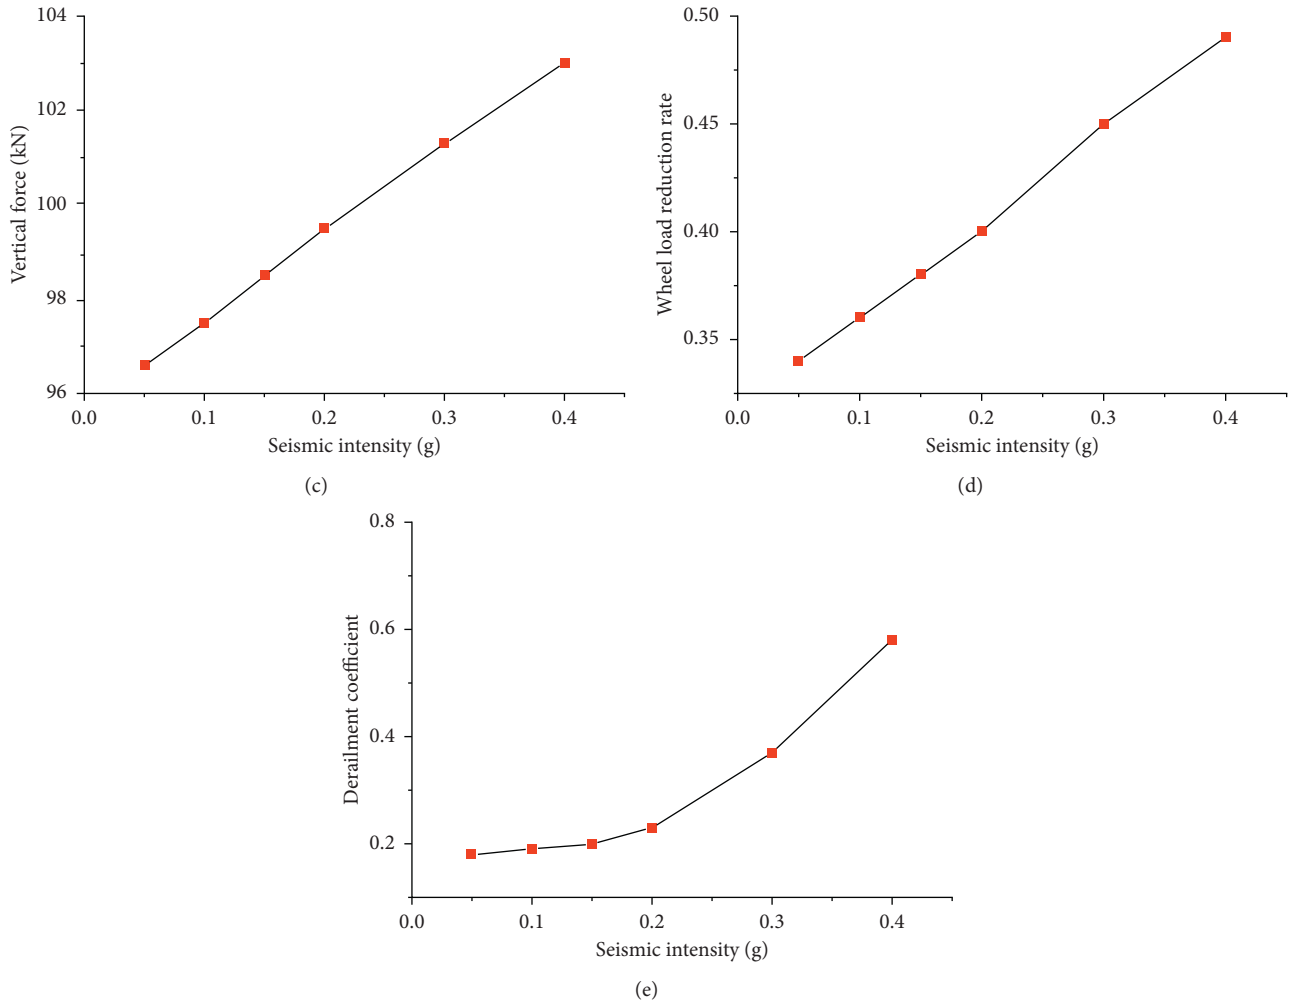 104
102
100
98
96
Vertical force (kN)
0.0 0.1 0.2 0.3 0.4
Seismic intensity (g)
(c)
0.50
0.45
0.40
0.35
Wheel load reduction rate
0.0 0.1 0.2 0.3 0.4
Seismic intensity (g)
(d)
0.8
0.6
0.4
0.2
Derailment coefficient
0.0 0.1 0.2 0.3 0.4
Seismic intensity (g)
(e)